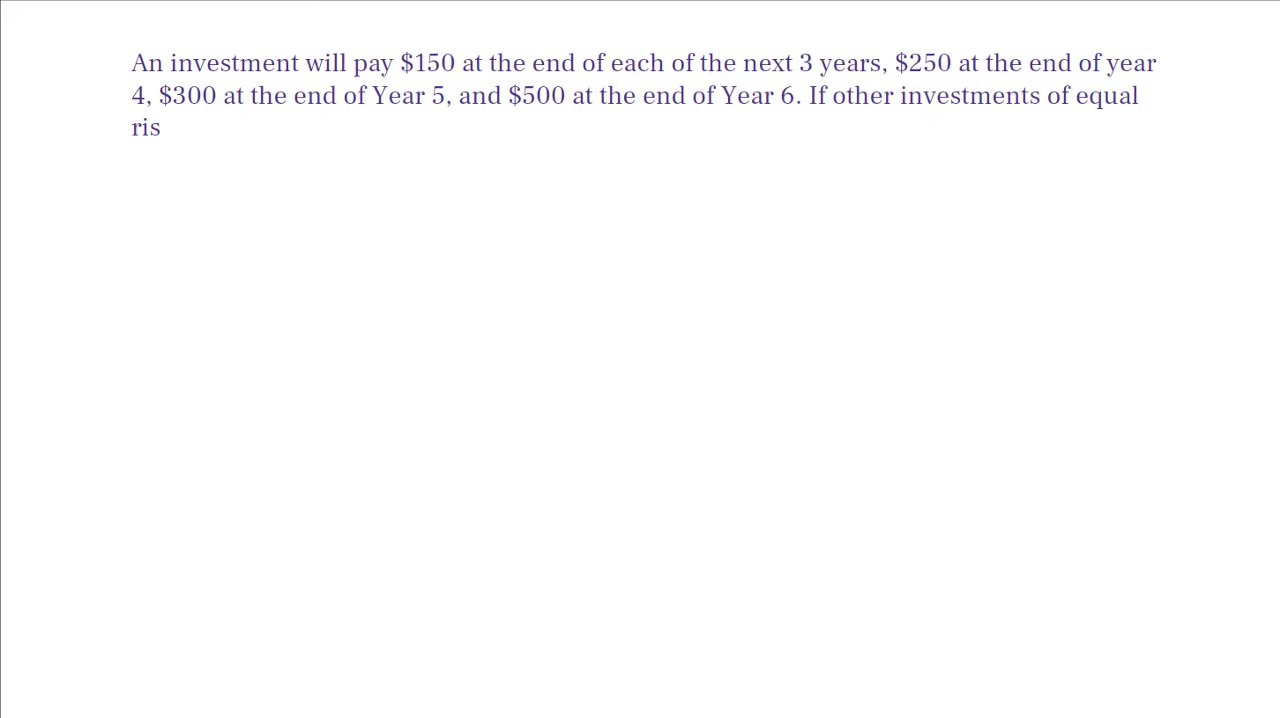 An investment will pay $150 at the end of each of the next 3 years, $250 at the end of year
4, $300 at the end of Year 5, and $500 at the end of Year 6. If other investments of equal
ris